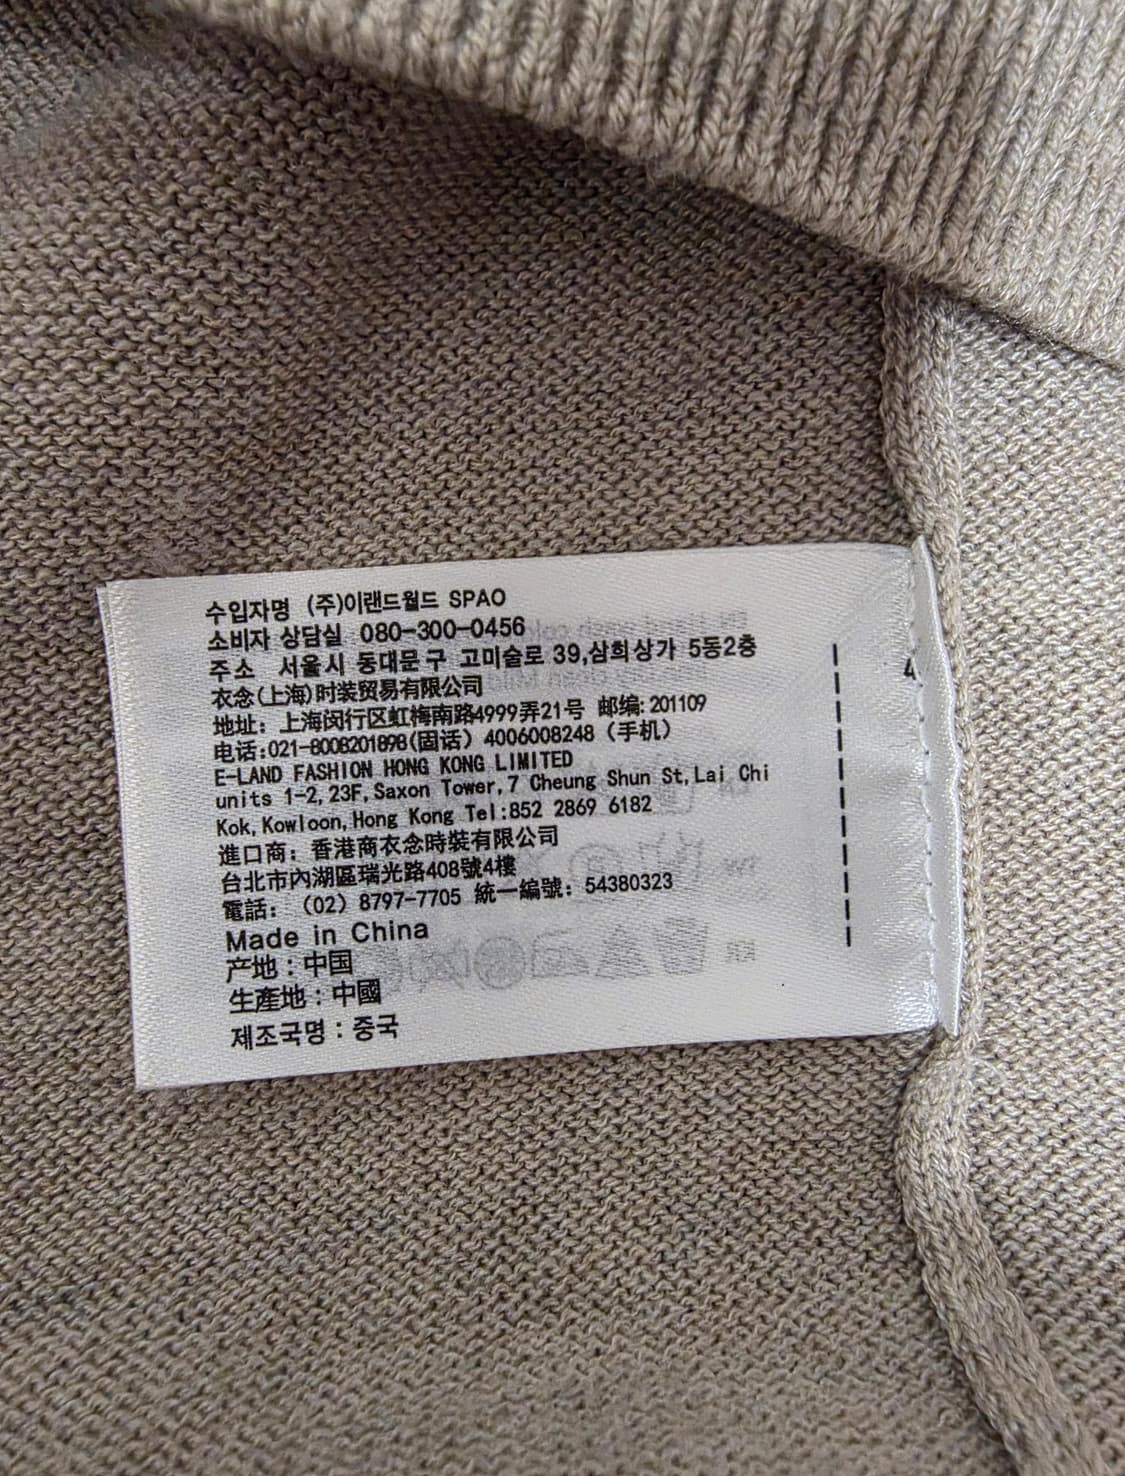 수입자명 (주)이랜드월드 SPAO
소비자 상담실 080-300-0456
주소 서울시 동대문구 고미술로 39,삼희상가 5동2층
衣念(上海)时装贸易有限公司
地址: 上海闵行区虹梅南路4999弄21号 邮编:201109
电话:021-8008201898(固话) 4006008248 (手机)
E-LAND FASHION HONG KONG LIMITED
units 1-2,23F,Saxon Tower,7 Cheung Shun St,Lai Chi
Kok,Kowloon,Hong Kong Tel:852 2869 6182
進口商: 香港商衣念時裝有限公司
台北市內湖區瑞光路408號4樓
電話: (02) 8797-7705 統一編號: 54380323
Made in China
产地:中国
生產地:中國
제조국명:중국